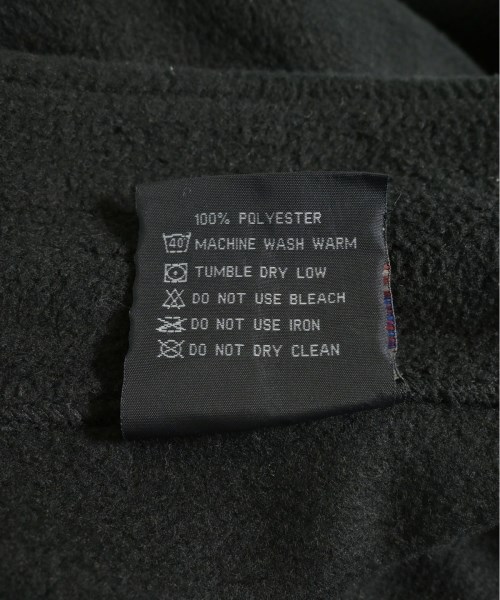 100% POLYESTER
40 MACHINE WASH WARM
TUMBLE DRY LOW
DO NOT USE BLEACH
DO NOT USE IRON
DO NOT DRY CLEAN